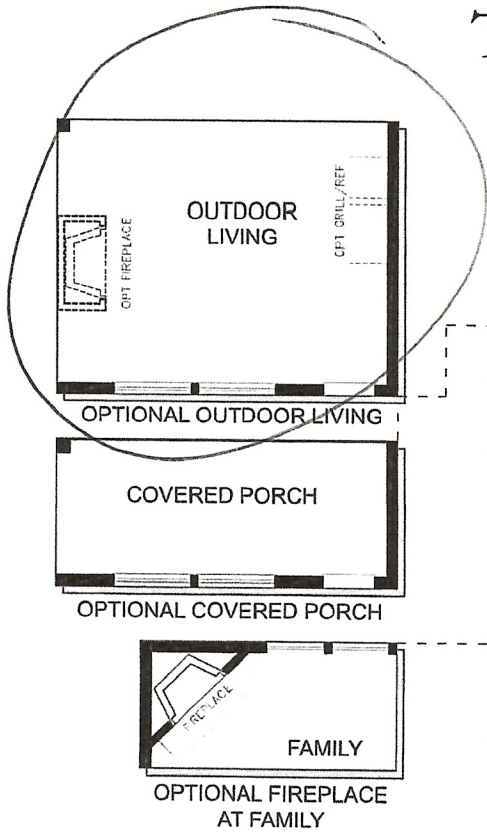 OUTDOOR
LIVING
OPT FIREPLACE
OPT GRILL/REF
OPTIONAL OUTDOOR LIVING
COVERED PORCH
OPTIONAL COVERED PORCH
FIREPLACE
FAMILY
OPTIONAL FIREPLACE
AT FAMILY